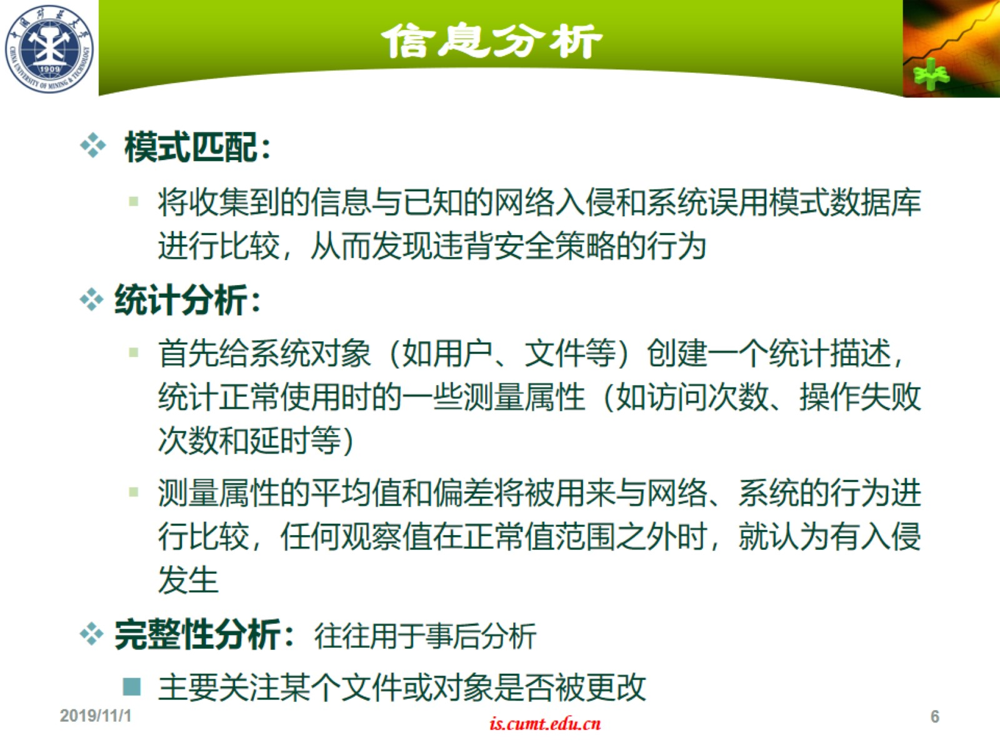 中国矿业大学
CHINA UNIVERSITY OF MINING & TECHNOLOGY
1909
信息分析
模式匹配：
将收集到的信息与已知的网络入侵和系统误用模式数据库
进行比较，从而发现违背安全策略的行为
统计分析：
首先给系统对象（如用户、文件等）创建一个统计描述，
统计正常使用时的一些测量属性（如访问次数、操作失败
次数和延时等）
测量属性的平均值和偏差将被用来与网络、系统的行为进
行比较，任何观察值在正常值范围之外时，就认为有入侵
发生
完整性分析：往往用于事后分析
主要关注某个文件或对象是否被更改
2019/11/1
is.cumt.edu.cn
6